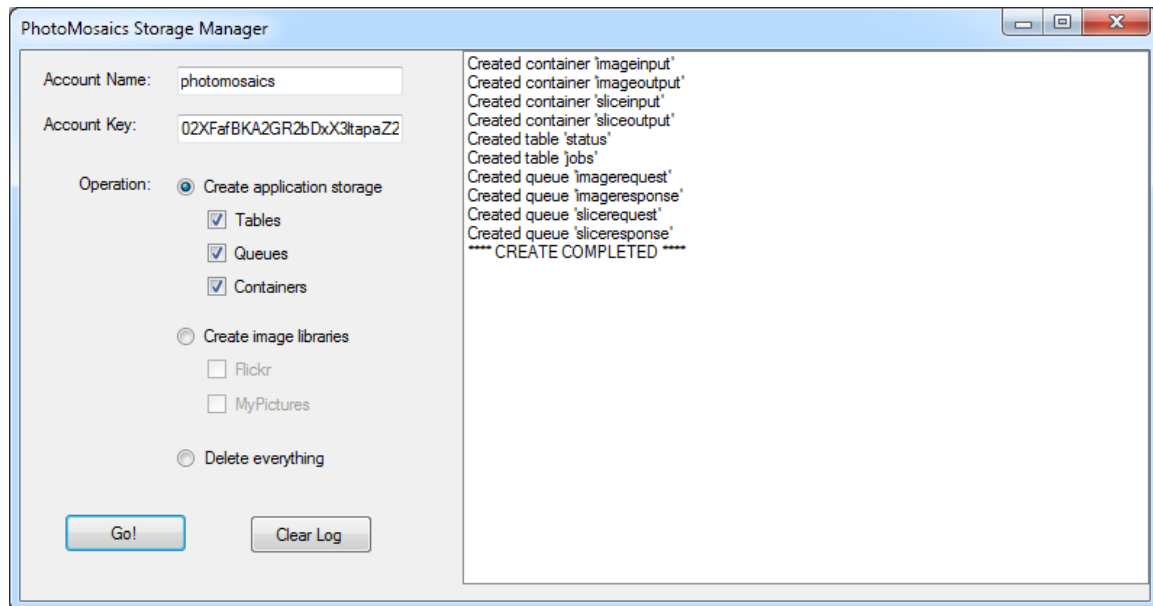 PhotoMosaics Storage Manager
Account Name: photomosaics
Account Key: 02XFafBKA2GR2bDxX3ltapaZ2
Operation: Create application storage
Tables
Queues
Containers
Create image libraries
Flickr
MyPictures
Delete everything
Go! Clear Log
Created container 'imageinput'
Created container 'imageoutput'
Created container 'sliceinput'
Created container 'sliceoutput'
Created table 'status'
Created table 'jobs'
Created queue 'imagerequest'
Created queue 'imageresponse'
Created queue 'slicerequest'
Created queue 'sliceresponse'
**** CREATE COMPLETED ****